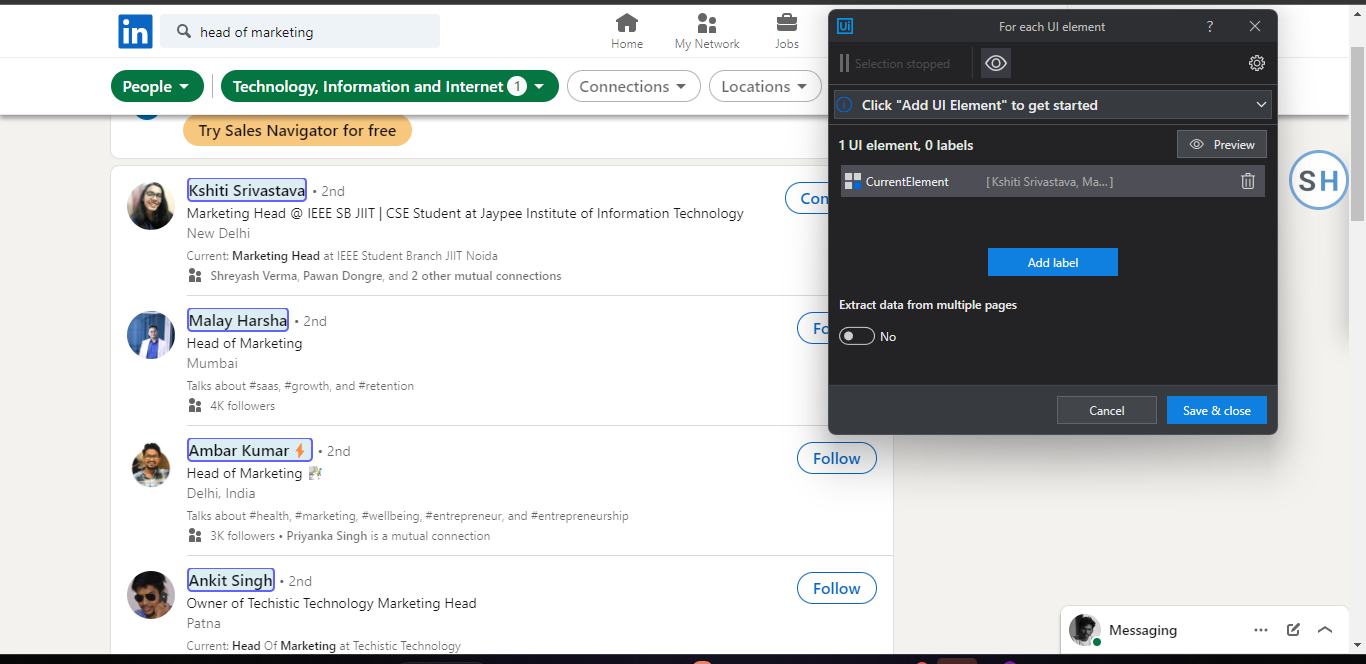 in
head of marketing
Home
My Network
Jobs
People
Technology, Information and Internet 1
Connections
Locations
Try Sales Navigator for free
Kshiti Srivastava • 2nd
Marketing Head @ IEEE SB JIIT | CSE Student at Jaypee Institute of Information Technology
New Delhi
Current: Marketing Head at IEEE Student Branch JIIT Noida
Shreyash Verma, Pawan Dongre, and 2 other mutual connections
Con
Malay Harsha • 2nd
Head of Marketing
Mumbai
Talks about #saas, #growth, and #retention
4K followers
Fo
Ambar Kumar • 2nd
Head of Marketing
Delhi, India
Talks about #health, #marketing, #wellbeing, #entrepreneur, and #entrepreneurship
3K followers • Priyanka Singh is a mutual connection
Follow
Ankit Singh • 2nd
Owner of Techistic Technology Marketing Head
Patna
Current: Head Of Marketing at Techistic Technology
Follow
Ui
For each UI element
?
Selection stopped
Click "Add UI Element" to get started
1 UI element, 0 labels
Preview
CurrentElement [ Kshiti Srivastava, Ma... ]
Add label
Extract data from multiple pages
No
Cancel
Save & close
SH
Messaging